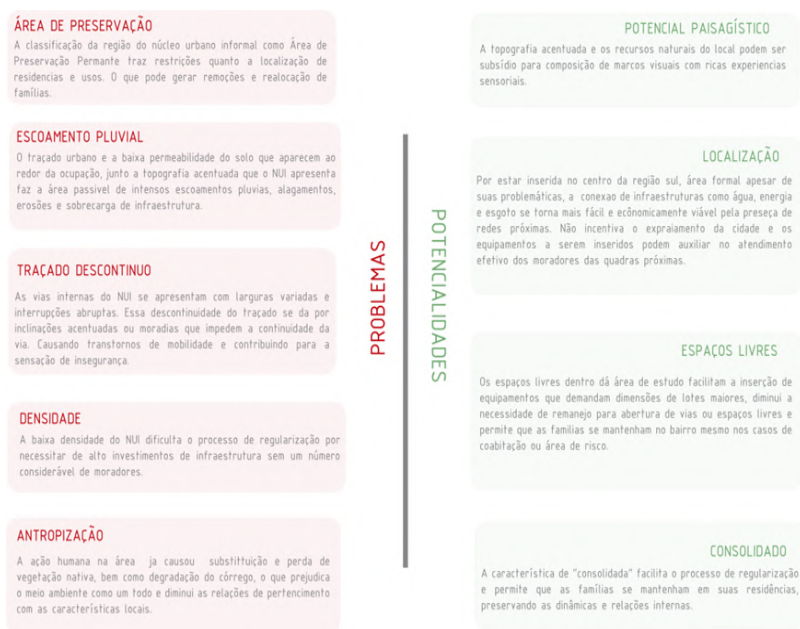 ÁREA DE PRESERVAÇÃO
A classificação da região do núcleo urbano informal como Área de
Preservação Permante traz restrições quanto a localização de
residencias e usos. O que pode gerar remoções e realocação de
famílias.
ESCOAMENTO PLUVIAL
O traçado urbano e a baixa permeabilidade do solo que aparecem ao
redor da ocupação, junto a topografia acentuada que o NUI apresenta
faz a área passivel de intensos escoamentos pluvias, alagamentos,
erosões e sobrecarga de infraestrutura.
TRAÇADO DESCONTINUO
As vias internas do NUI se apresentam com larguras variadas e
interrupções abruptas. Essa descontinuidade do traçado se da por
inclinações acentuadas ou moradias que impedem a continuidade da
via. Causando transtornos de mobilidade e contribuindo para a
sensação de insegurança.
DENSIDADE
A baixa densidade do NUI dificulta o processo de regularização por
necessitar de alto investimentos de infraestrutura sem um número
considerável de moradores.
ANTROPIZAÇÃO
A ação humana na área ja causou substituição e perda de
vegetação nativa, bem como degradação do córrego, o que prejudica
o meio ambiente como um todo e diminui as relações de pertencimento
com as características locais.
PROBLEMAS
POTENCIALIDADES
POTENCIAL PAISAGÍSTICO
A topografia acentuada e os recursos naturais do local podem ser
subsídio para composição de marcos visuais com ricas experiencias
sensoriais.
LOCALIZAÇÃO
Por estar inserida no centro da região sul, área formal apesar de
suas problemáticas, a conexao de infraestruturas como água, energia
e esgoto se torna mais fácil e ecônomicamente viável pela preseça de
redes próximas. Não incentiva o expraiamento da cidade e os
equipamentos a serem inseridos podem auxiliar no atendimento
efetivo dos moradores das quadras próximas.
ESPAÇOS LIVRES
Os espaços livres dentro dá área de estudo facilitam a inserção de
equipamentos que demandam dimensões de lotes maiores, diminui a
necessidade de remanejo para abertura de vias ou espaços livres e
permite que as familias se mantenham no bairro mesmo nos casos de
coabitação ou área de risco.
CONSOLIDADO
A característica de "consolidada" facilita o processo de regularização
e permite que as famílias se mantenham em suas residências,
preservando as dinâmicas e relações internas.